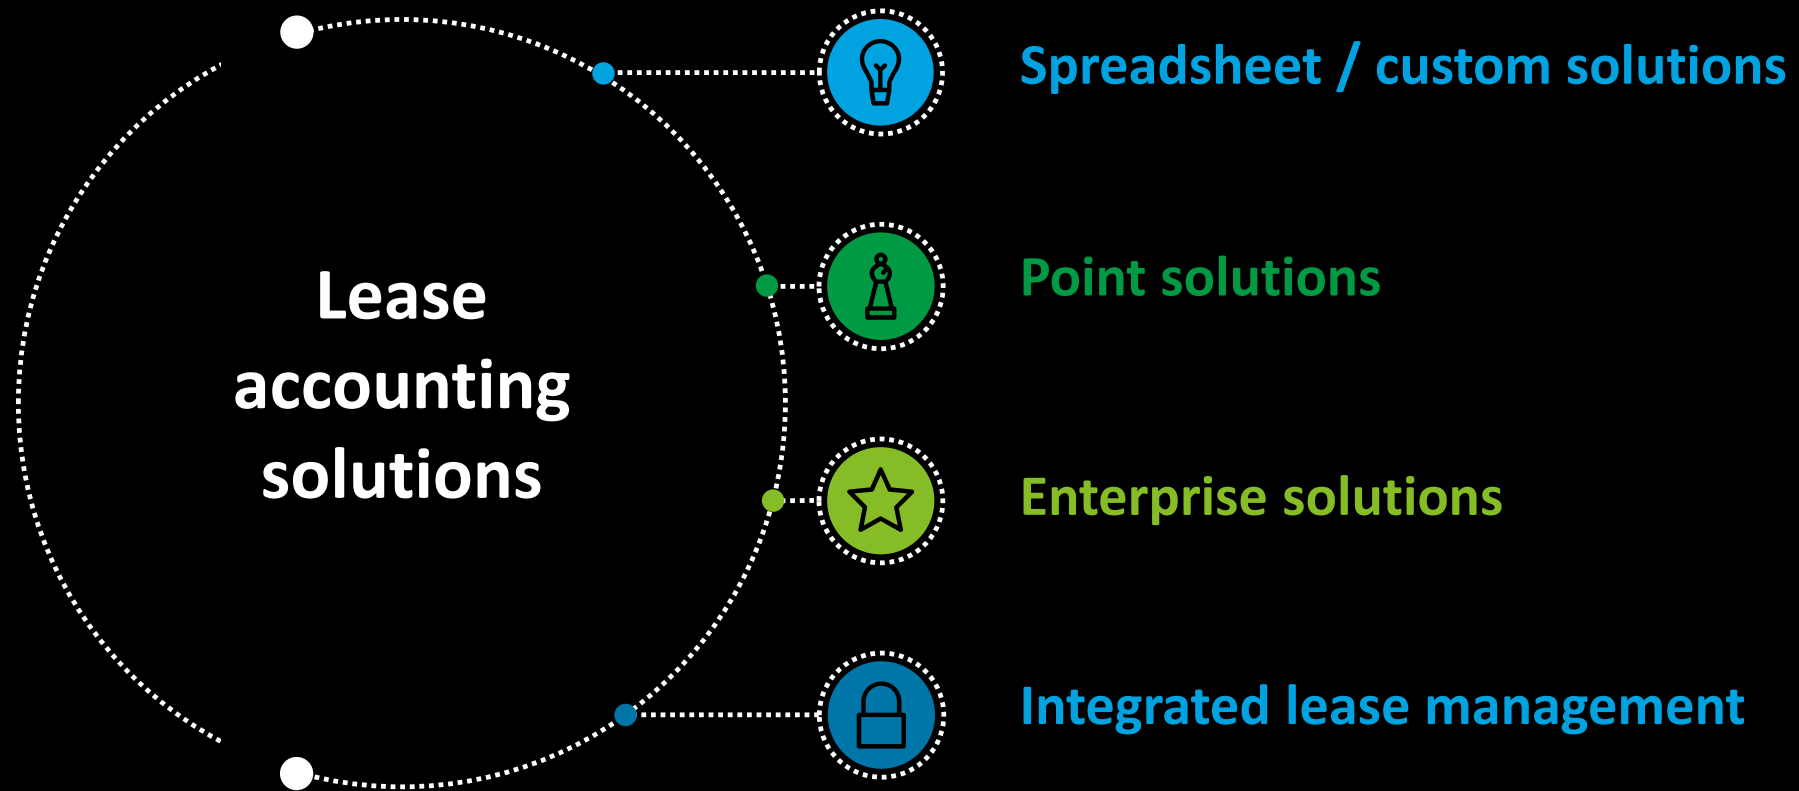 Lease
accounting
solutions
Spreadsheet / custom solutions
Point solutions
Enterprise solutions
Integrated lease management